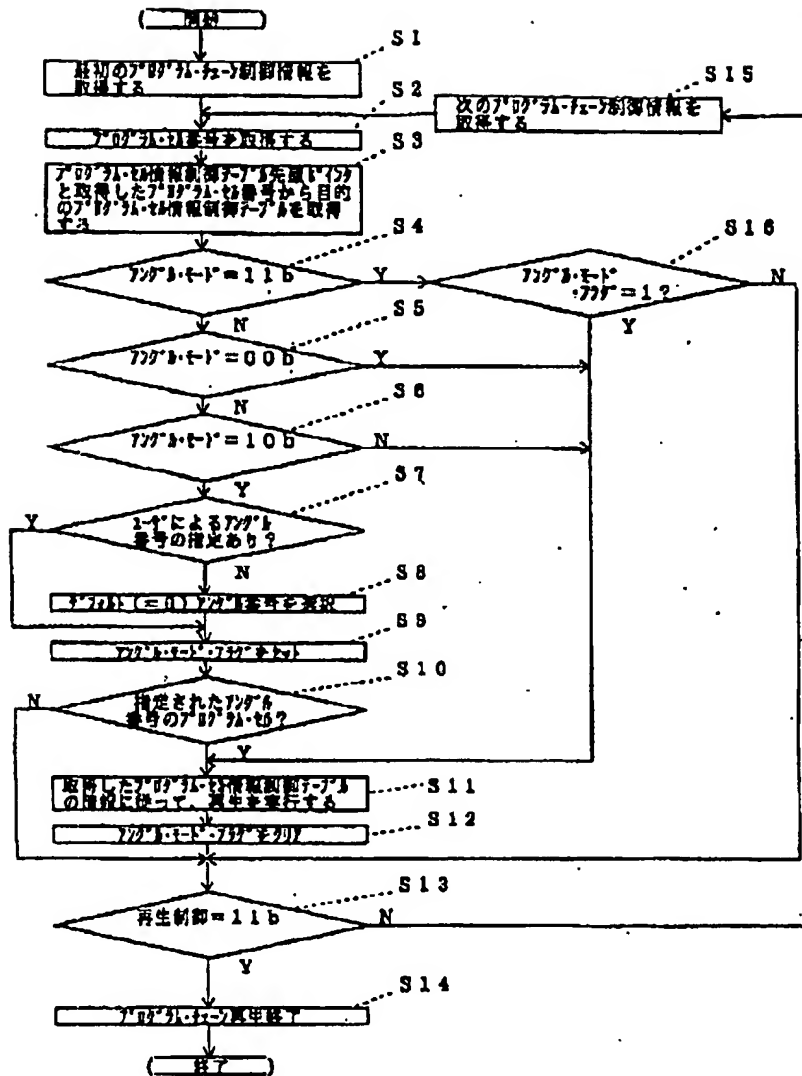 開始
S1
最初のプログラム・チェーン制御情報を
取得する
S15
次のプログラム・チェーン制御情報を
取得する
S2
プログラム・セル番号を取得する
S3
プログラム・セル情報制御テーブル先頭ポインタ
と取得したプログラム・セル番号から目的
のプログラム・セル情報制御テーブルを取得
する
S4
アングル・モード=11b
Y
N
S16
アングル・モード
・フラグ=1?
N
Y
S5
アングル・モード=00b
Y
N
S6
アングル・モード=10b
N
Y
S7
ユーザによるアングル
番号の指定あり?
Y
N
S8
デフォルト(=0)アングル番号を選択
S9
アングル・モード・フラグをセット
S10
指定されたアングル
番号のプログラム・セル?
N
Y
S11
取得したプログラム・セル情報制御テーブル
の情報に従って、再生を実行する
S12
アングル・モード・フラグをクリア
S13
再生制御=11b
N
Y
S14
プログラム・チェーン再生終了
終了